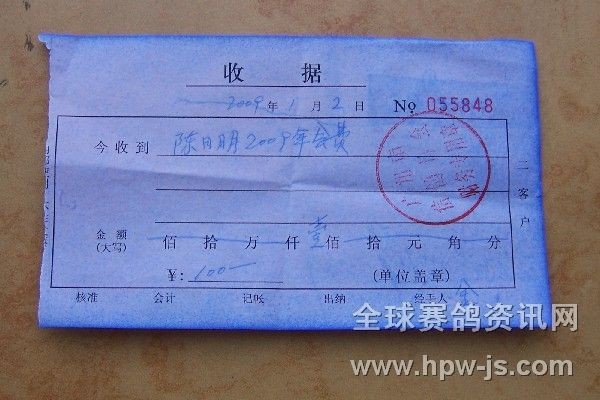 收 据
2009年1月2日 No 055848
今收到 陈日明2009年会费
二客户
金额
(大写) 佰拾万仟壹佰拾元角分
¥: 100— (单位盖章)
核准 会计 记帐 出纳 经手人
全球赛鸽资讯网
www.hpw-js.com